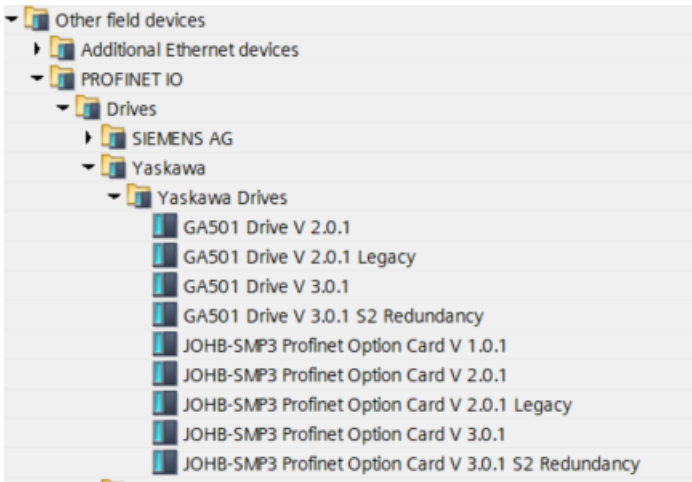 Other field devices
Additional Ethernet devices
PROFINET IO
Drives
SIEMENS AG
Yaskawa
Yaskawa Drives
GA501 Drive V 2.0.1
GA501 Drive V 2.0.1 Legacy
GA501 Drive V 3.0.1
GA501 Drive V 3.0.1 S2 Redundancy
JOHB-SMP3 Profinet Option Card V 1.0.1
JOHB-SMP3 Profinet Option Card V 2.0.1
JOHB-SMP3 Profinet Option Card V 2.0.1 Legacy
JOHB-SMP3 Profinet Option Card V 3.0.1
JOHB-SMP3 Profinet Option Card V 3.0.1 S2 Redundancy